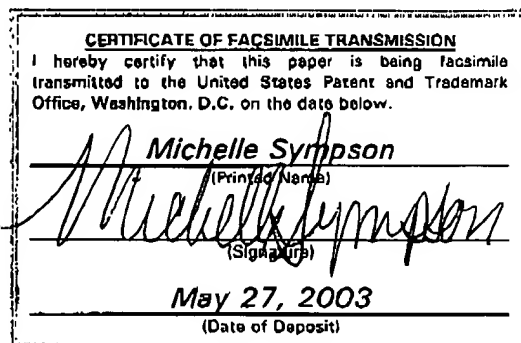 CERTIFICATE OF FACSIMILE TRANSMISSION
I hereby certify that this paper is being facsimile
transmitted to the United States Patent and Trademark
Office, Washington, D.C. on the date below.
Michelle Sympson
(Printed Name)
Michelle Sympson
(Signature)
May 27, 2003
(Date of Deposit)